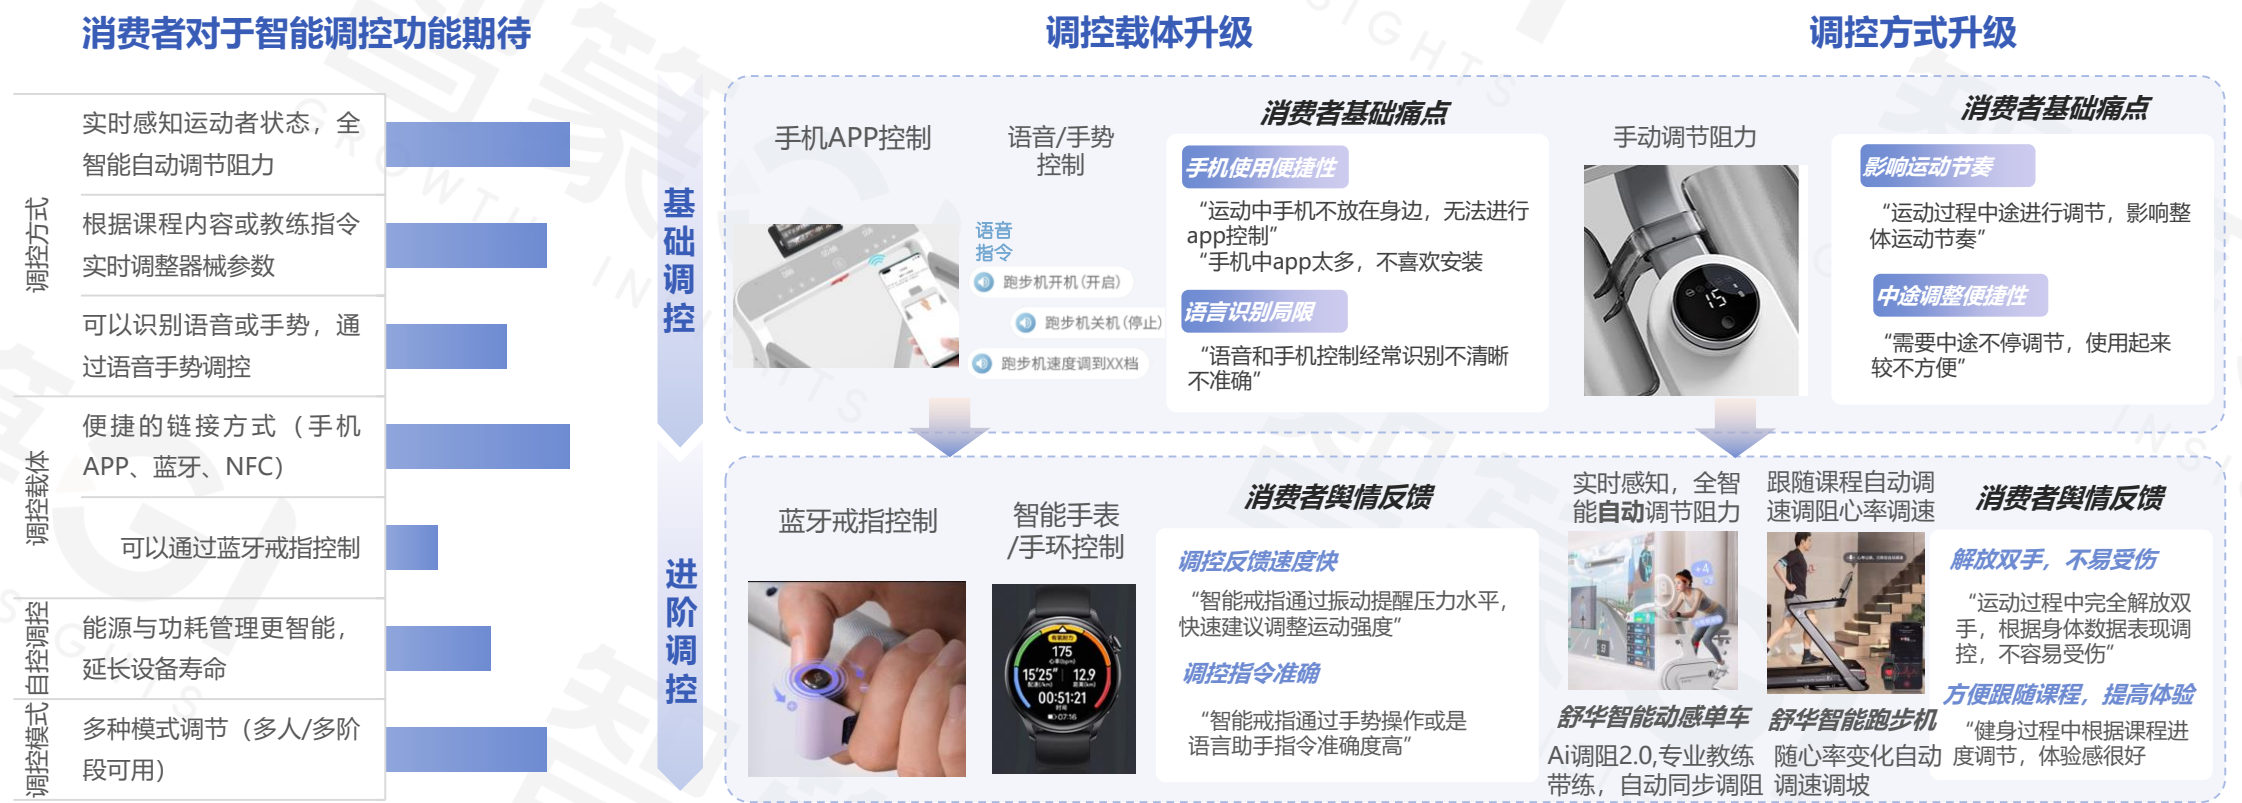 消费者对于智能调控功能期待
调控方式
实时感知运动者状态，全
智能自动调节阻力
根据课程内容或教练指令
实时调整器械参数
可以识别语音或手势，通
过语音手势调控
调控载体
便捷的链接方式（手机
APP、蓝牙、NFC）
可以通过蓝牙戒指控制
自控调控
能源与功耗管理更智能，
延长设备寿命
调控模式
多种模式调节（多人/多阶
段可用）
基础调控
进阶调控
调控载体升级
手机APP控制
语音/手势
控制
语音
指令
跑步机开机（开启）
跑步机关机（停止）
跑步机速度调到XX档
消费者基础痛点
手机使用便捷性
“运动中手机不放在身边，无法进行
app控制”
“手机中app太多，不喜欢安装
语言识别局限
“语音和手机控制经常识别不清晰
不准确”
调控方式升级
手动调节阻力
15
消费者基础痛点
影响运动节奏
“运动过程中途进行调节，影响整
体运动节奏”
中途调整便捷性
“需要中途不停调节，使用起来
较不方便”
蓝牙戒指控制
智能手表
/手环控制
175
15'25"
12.9
00:51:21
07:16
消费者舆情反馈
调控反馈速度快
“智能戒指通过振动提醒压力水平，
快速建议调整运动强度”
调控指令准确
“智能戒指通过手势操作或是
语言助手指令准确度高”
实时感知，全智
能自动调节阻力
舒华智能动感单车
Ai调阻2.0,专业教练
带练，自动同步调阻
跟随课程自动调
速调阻心率调速
舒华智能跑步机
随心率变化自动
调速调坡
消费者舆情反馈
解放双手，不易受伤
“运动过程中完全解放双
手，根据身体数据表现调
控，不容易受伤”
方便跟随课程，提高体验
“健身过程中根据课程进
度调节，体验感很好
GROWTH INSIGHTS